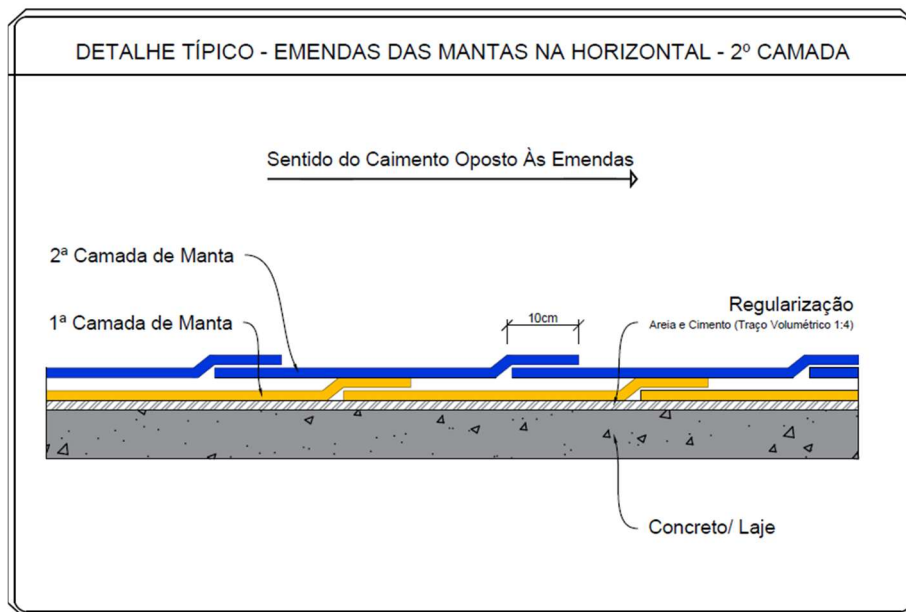 DETALHE TÍPICO - EMENDAS DAS MANTAS NA HORIZONTAL - 2º CAMADA
Sentido do Caimento Oposto Às Emendas
2ª Camada de Manta
1ª Camada de Manta
10cm
Regularização
Areia e Cimento (Traço Volumétrico 1:4)
Concreto/ Laje